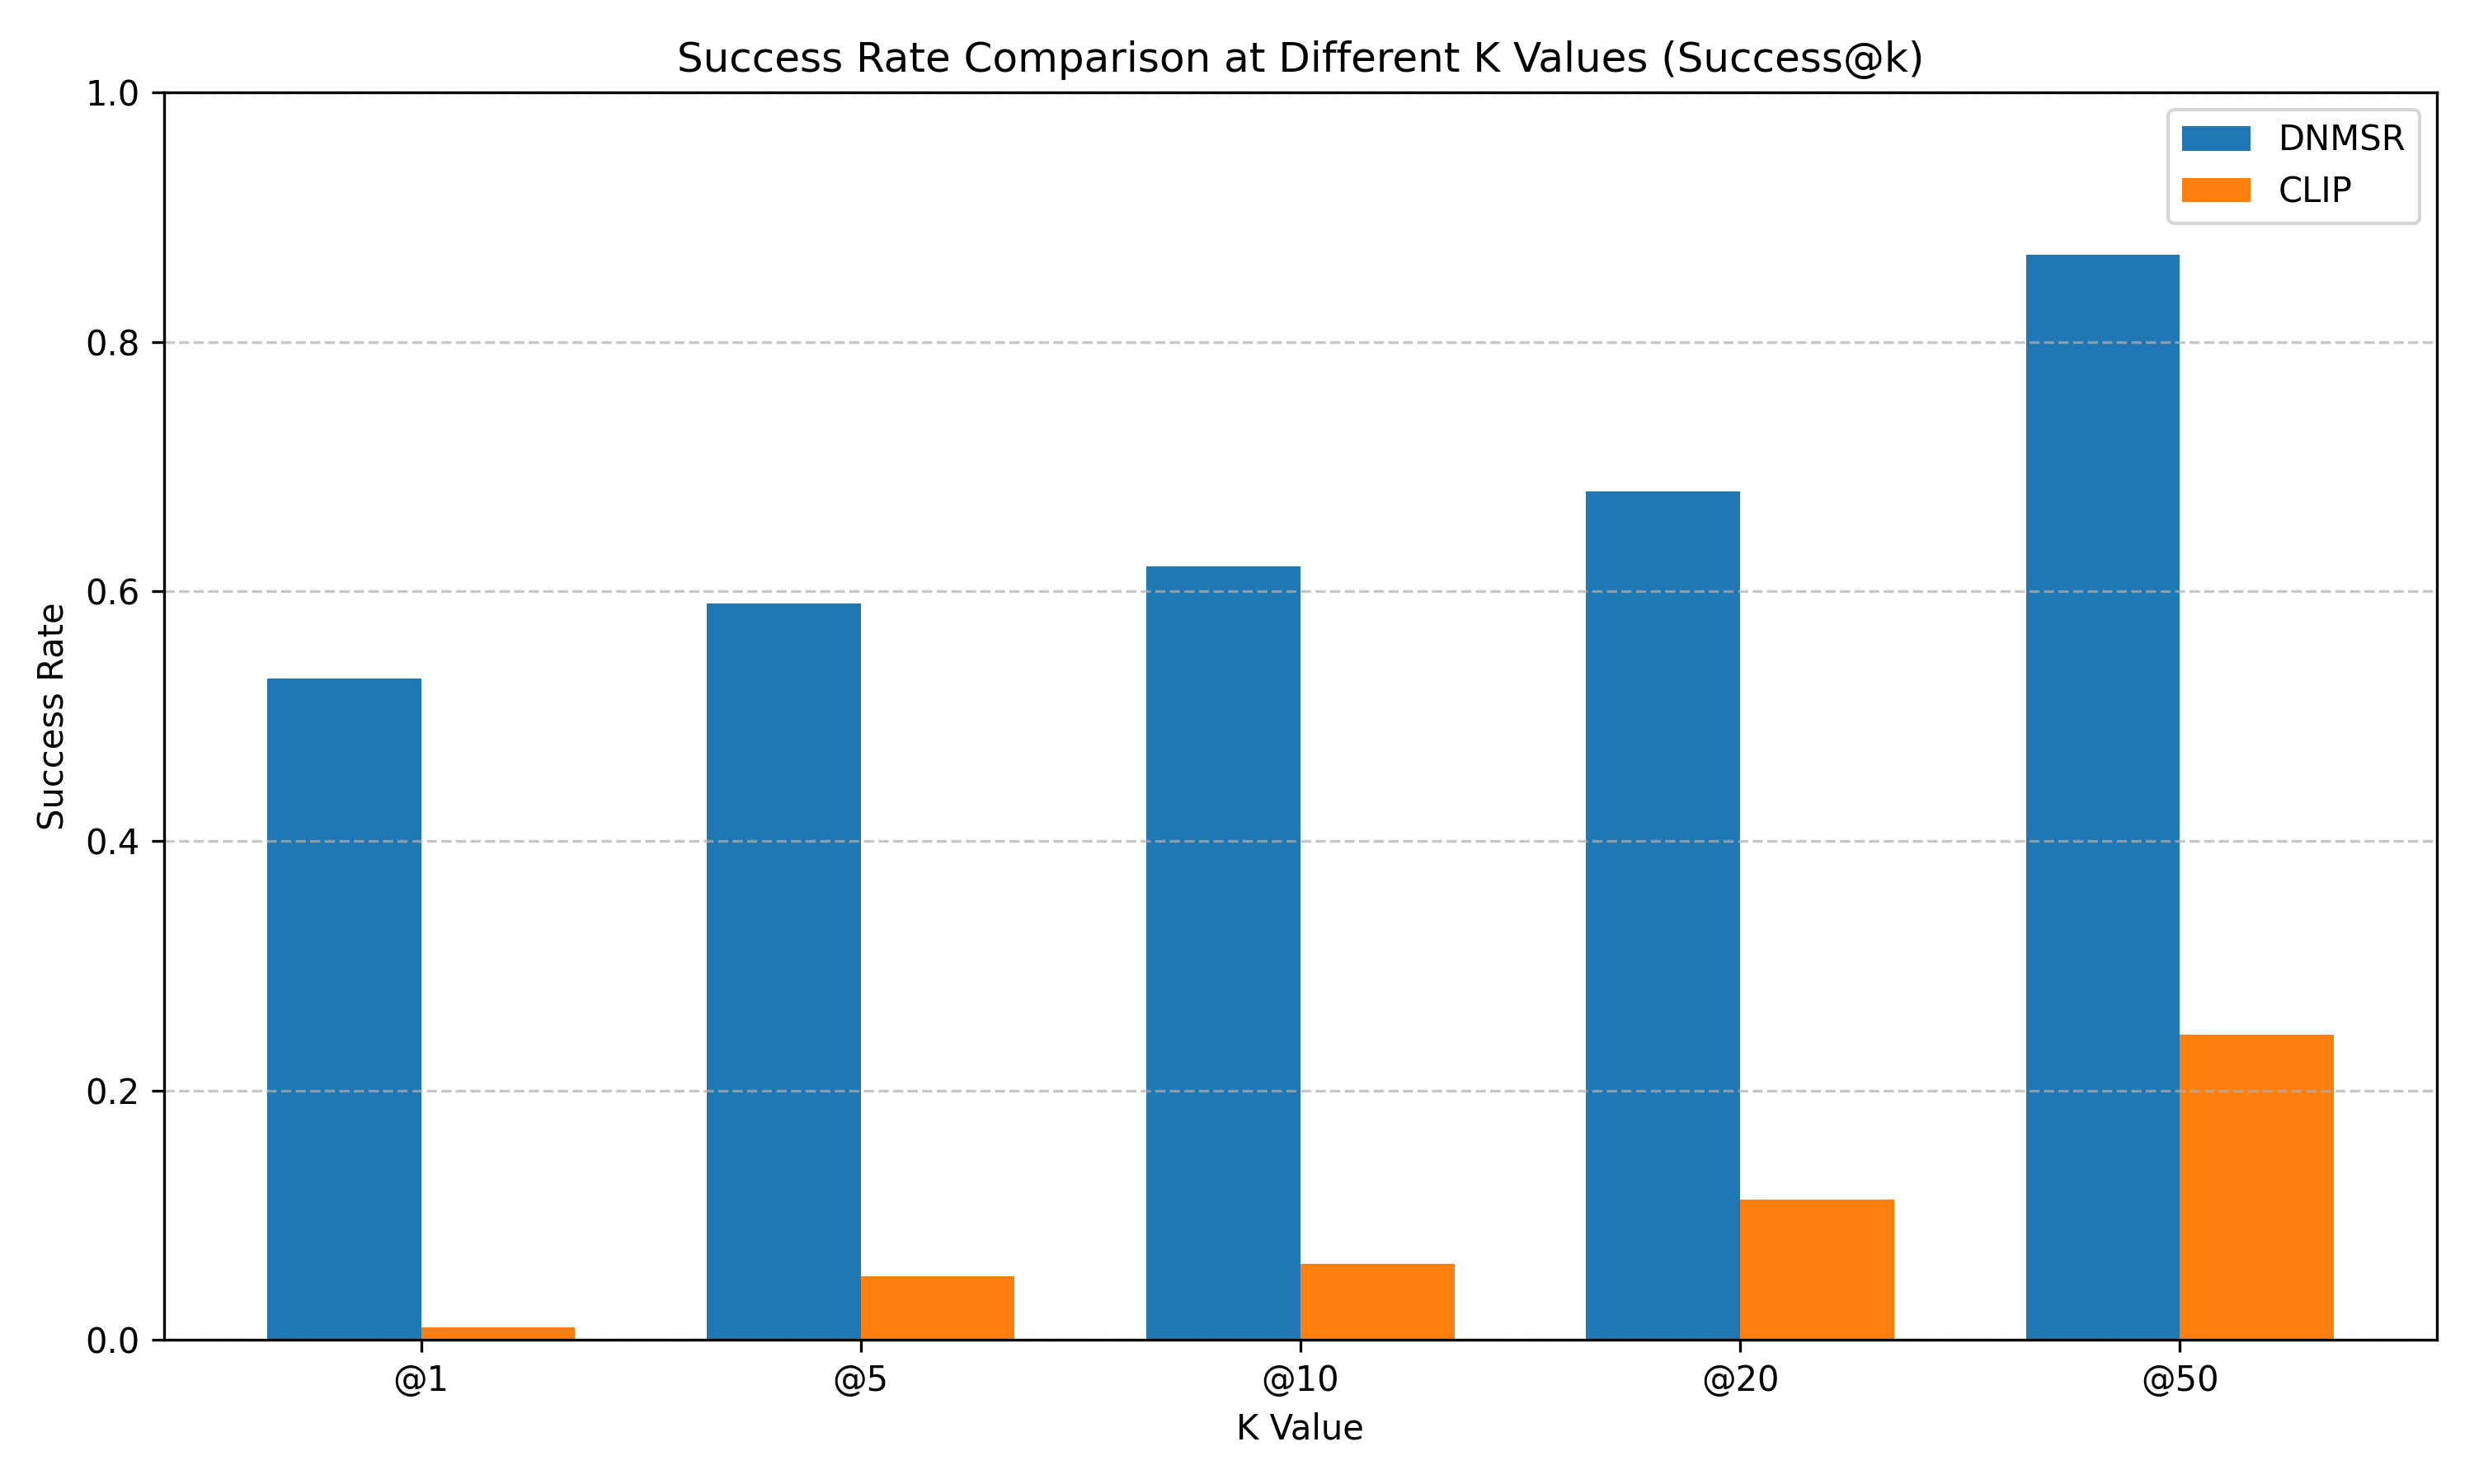 Success Rate Comparison at Different K Values (Success@k)
DNMSR
CLIP
1.0
0.8
0.6
0.4
0.2
0.0
Success Rate
@1
@5
@10
@20
@50
K Value